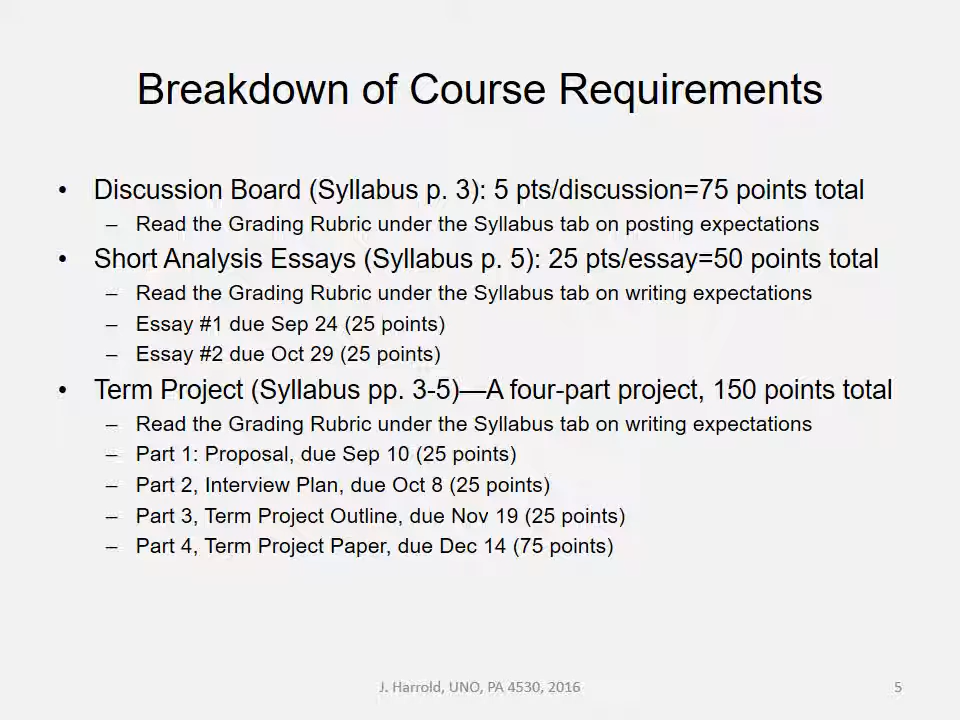 Breakdown of Course Requirements
• Discussion Board (Syllabus p. 3): 5 pts/discussion=75 points total
– Read the Grading Rubric under the Syllabus tab on posting expectations
• Short Analysis Essays (Syllabus p. 5): 25 pts/essay=50 points total
– Read the Grading Rubric under the Syllabus tab on writing expectations
– Essay #1 due Sep 24 (25 points)
– Essay #2 due Oct 29 (25 points)
• Term Project (Syllabus pp. 3-5)—A four-part project, 150 points total
– Read the Grading Rubric under the Syllabus tab on writing expectations
– Part 1: Proposal, due Sep 10 (25 points)
– Part 2, Interview Plan, due Oct 8 (25 points)
– Part 3, Term Project Outline, due Nov 19 (25 points)
– Part 4, Term Project Paper, due Dec 14 (75 points)
J. Harrold, UNO, PA 4530, 2016
5